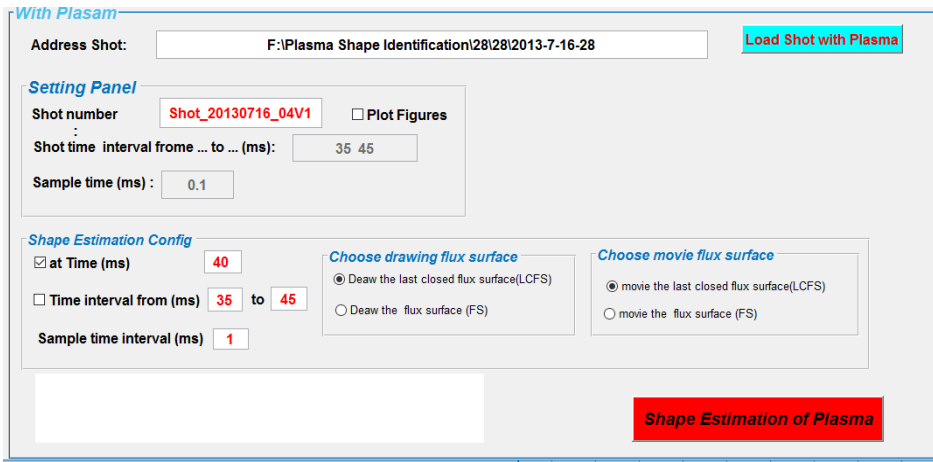 With Plasam
Address Shot: F:\Plasma Shape Identification\28\28\2013-7-16-28 Load Shot with Plasma
Setting Panel
Shot number Shot_20130716_04V1 Plot Figures
:
Shot time interval frome ... to ... (ms): 35 45
Sample time (ms) : 0.1
Shape Estimation Config
at Time (ms) 40
Time interval from (ms) 35 to 45
Sample time interval (ms) 1
Choose drawing flux surface
Deaw the last closed flux surface(LCFS)
Deaw the flux surface (FS)
Choose movie flux surface
movie the last closed flux surface(LCFS)
movie the flux surface (FS)
Shape Estimation of Plasma